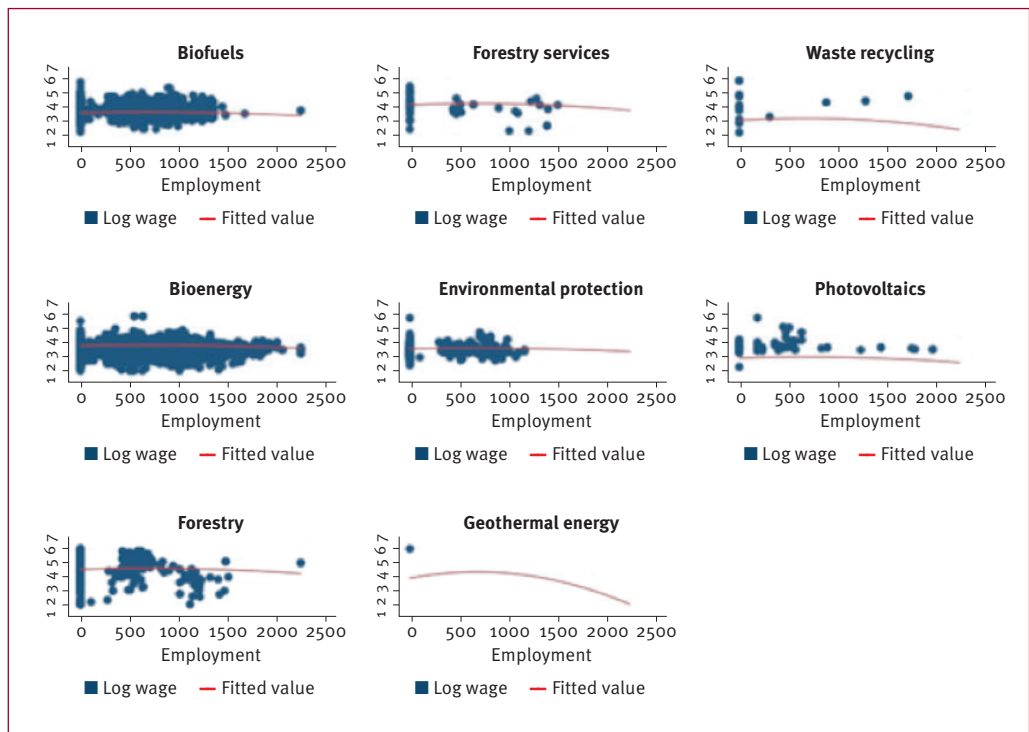 Biofuels
1 2 3 4 5 6 7
0 500 1000 1500 2000 2500
Employment
Log wage Fitted value
Forestry services
1 2 3 4 5 6 7
0 500 1000 1500 2000 2500
Employment
Log wage Fitted value
Waste recycling
1 2 3 4 5 6 7
0 500 1000 1500 2000 2500
Employment
Log wage Fitted value
Bioenergy
1 2 3 4 5 6 7
0 500 1000 1500 2000 2500
Employment
Log wage Fitted value
Environmental protection
1 2 3 4 5 6 7
0 500 1000 1500 2000 2500
Employment
Log wage Fitted value
Photovoltaics
1 2 3 4 5 6 7
0 500 1000 1500 2000 2500
Employment
Log wage Fitted value
Forestry
1 2 3 4 5 6 7
0 500 1000 1500 2000 2500
Employment
Log wage Fitted value
Geothermal energy
1 2 3 4 5 6 7
0 500 1000 1500 2000 2500
Employment
Log wage Fitted value